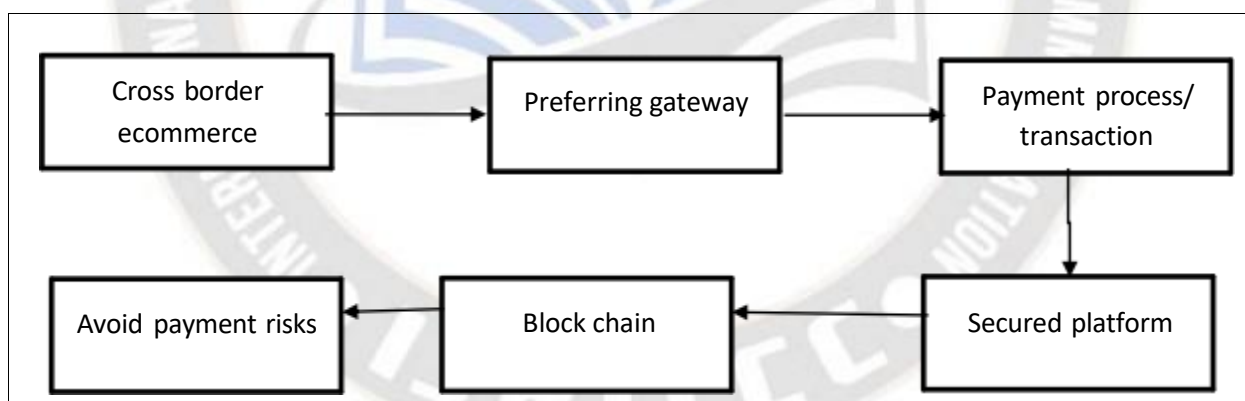 Cross border
ecommerce
Preferring gateway
Payment process/
transaction
Avoid payment risks
Block chain
Secured platform